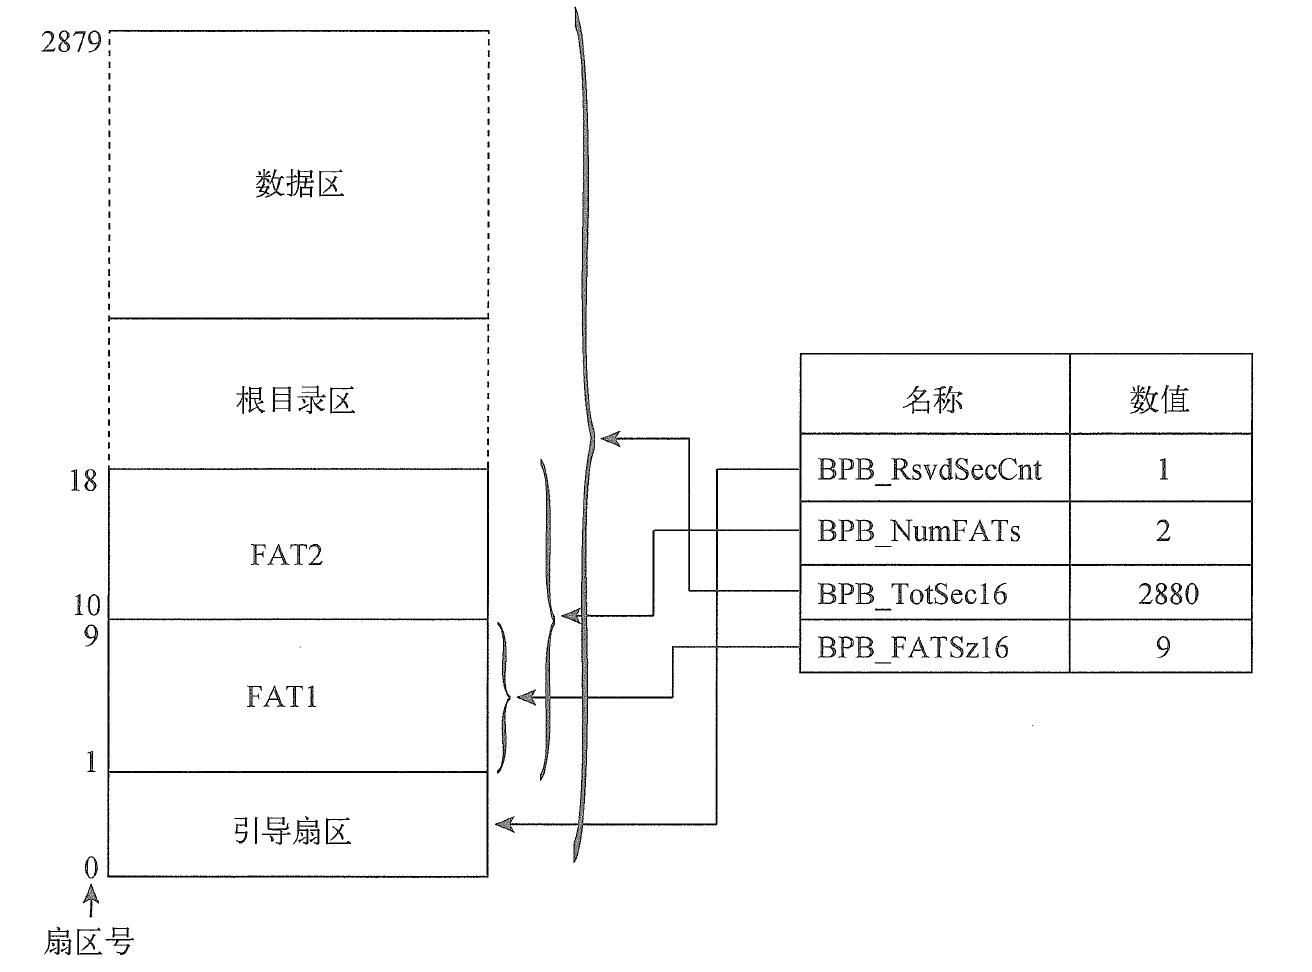 2879
数据区
根目录区
18
FAT2
10
9
FAT1
1
引导扇区
0
扇区号
名称 数值
BPB_RsvdSecCnt 1
BPB_NumFATs 2
BPB_TotSec16 2880
BPB_FATSz16 9